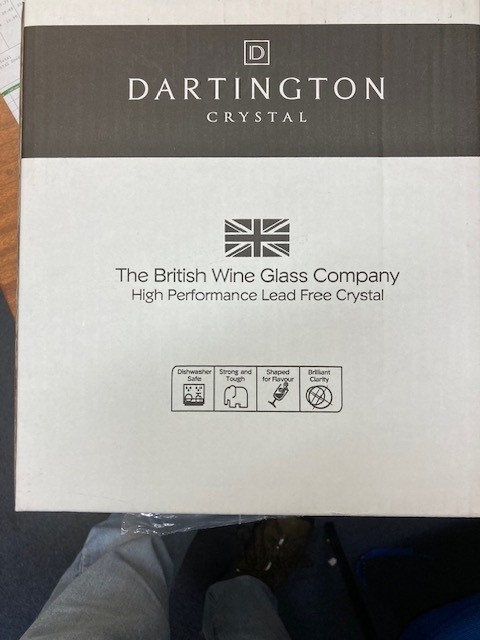 D
DARTINGTON
CRYSTAL
The British Wine Glass Company
High Performance Lead Free Crystal
Dishwasher Safe
Strong and Tough
Shaped for Flavour
Brilliant Clarity